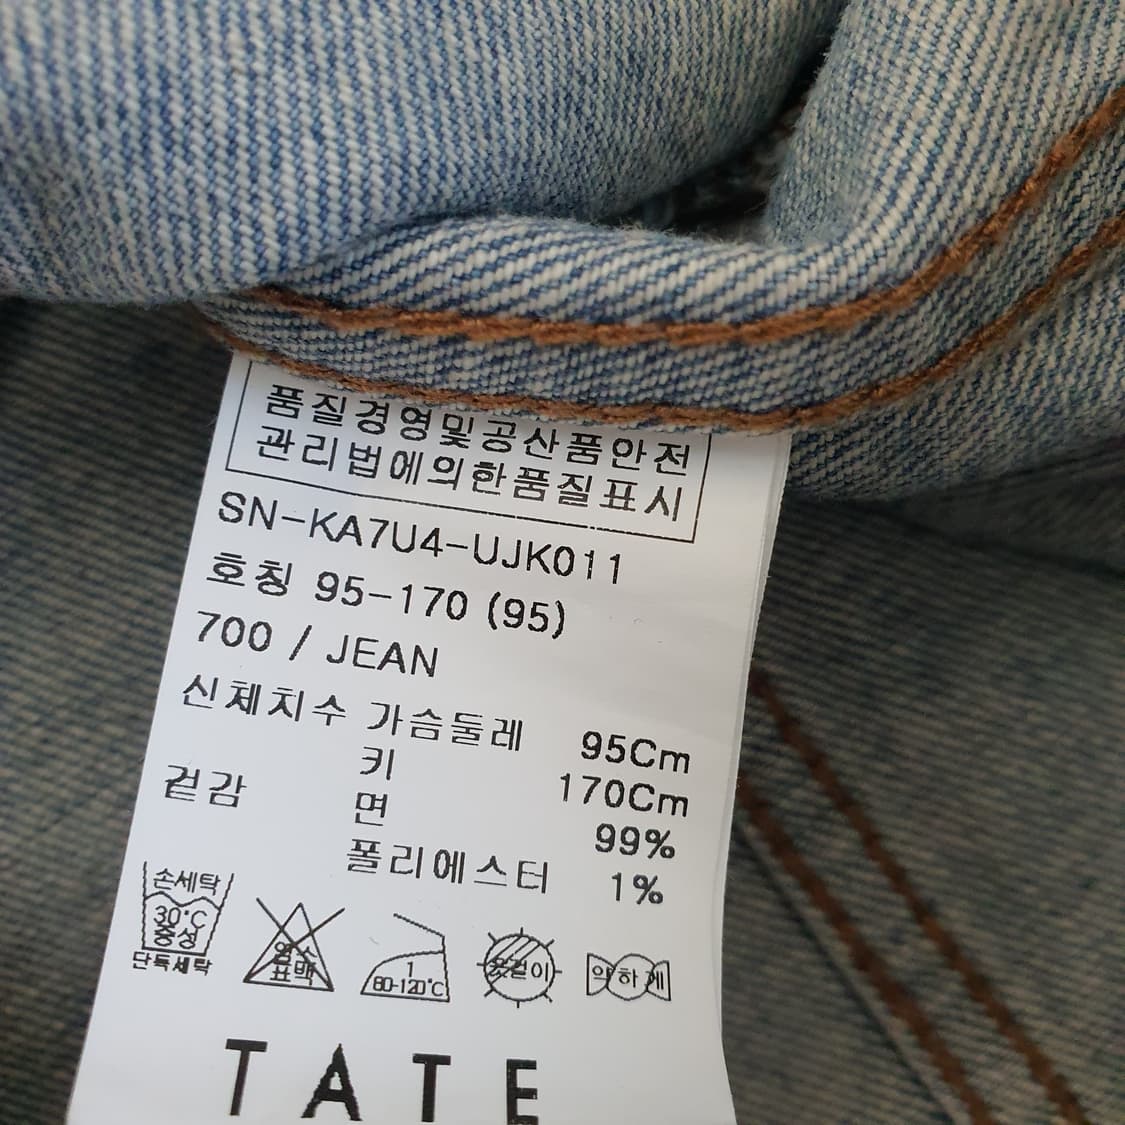 품질경영및공산품안전
관리법에의한품질표시
SN-KA7U4-UJK011
호칭 95-170 (95)
700 / JEAN
신체치수 가슴둘레 95Cm
키 170Cm
겉감 면 99%
폴리에스터 1%
손세탁
30°C
중성
단독세탁
염소
표백
1
80-120°C
옷걸이
약하게
TATE